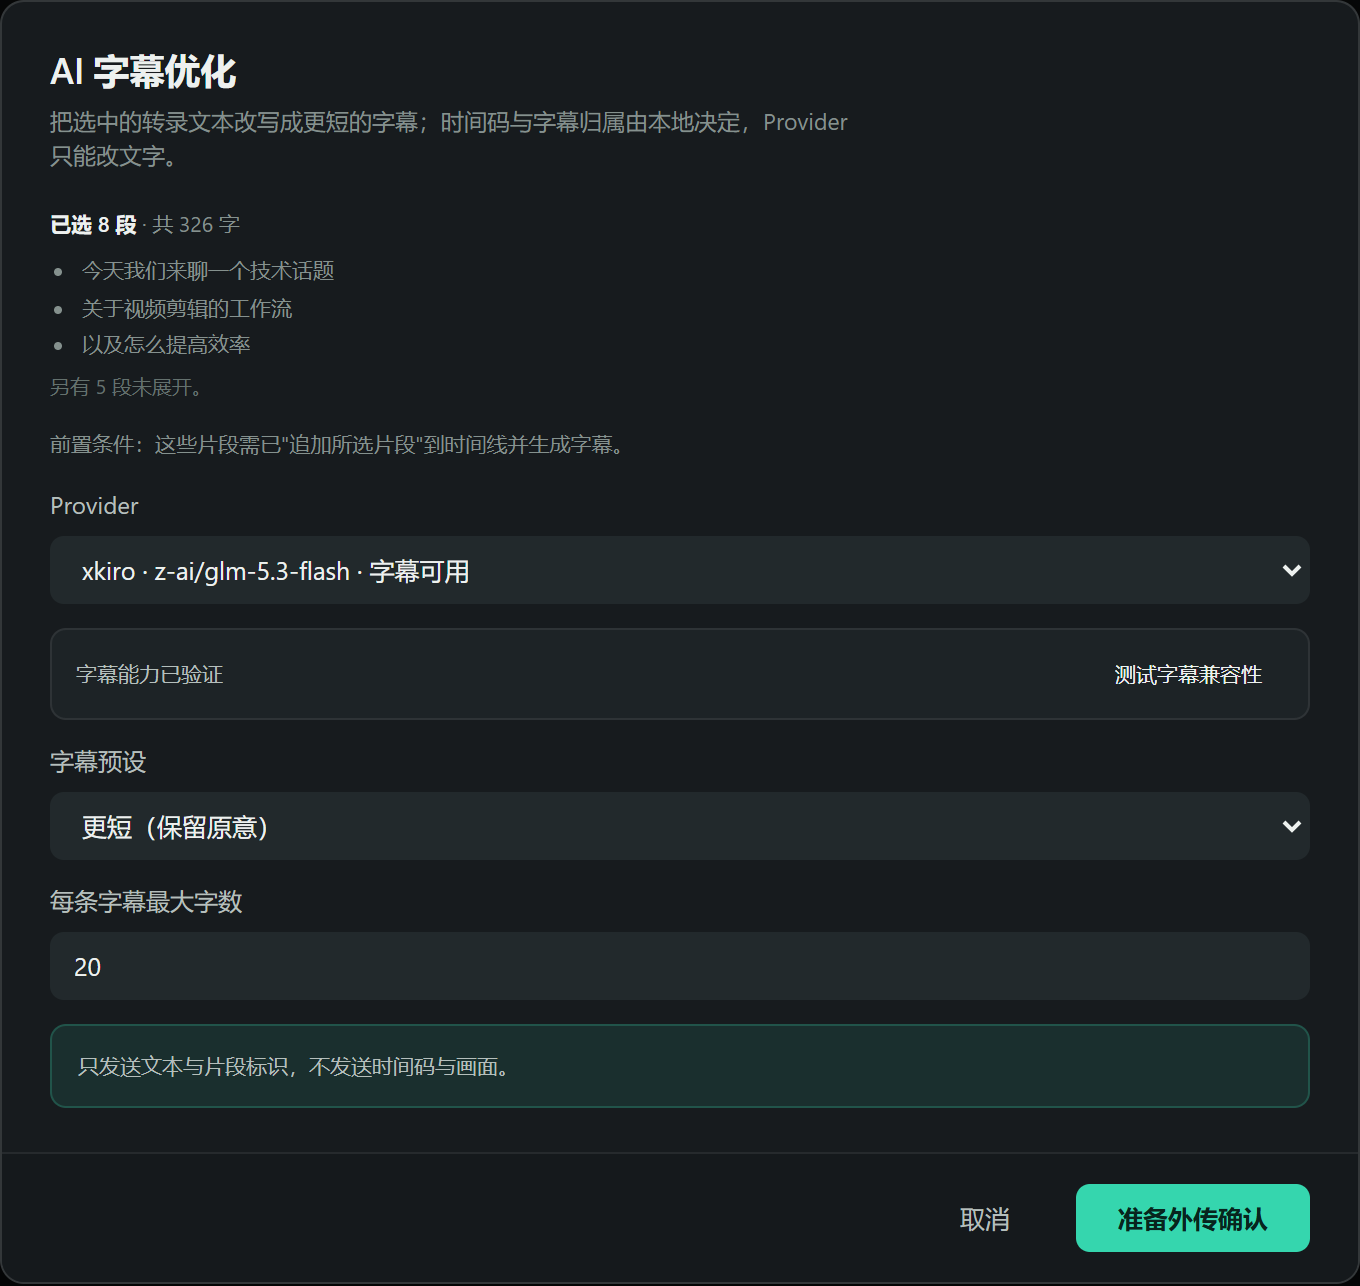 AI 字幕优化
把选中的转录文本改写成更短的字幕；时间码与字幕归属由本地决定，Provider
只能改文字。
已选 8 段 · 共 326 字
今天我们来聊一个技术话题
关于视频剪辑的工作流
以及怎么提高效率
另有 5 段未展开。
前置条件：这些片段需已"追加所选片段"到时间线并生成字幕。
Provider
xkiro · z-ai/glm-5.3-flash · 字幕可用
字幕能力已验证
测试字幕兼容性
字幕预设
更短（保留原意）
每条字幕最大字数
20
只发送文本与片段标识，不发送时间码与画面。
取消
准备外传确认